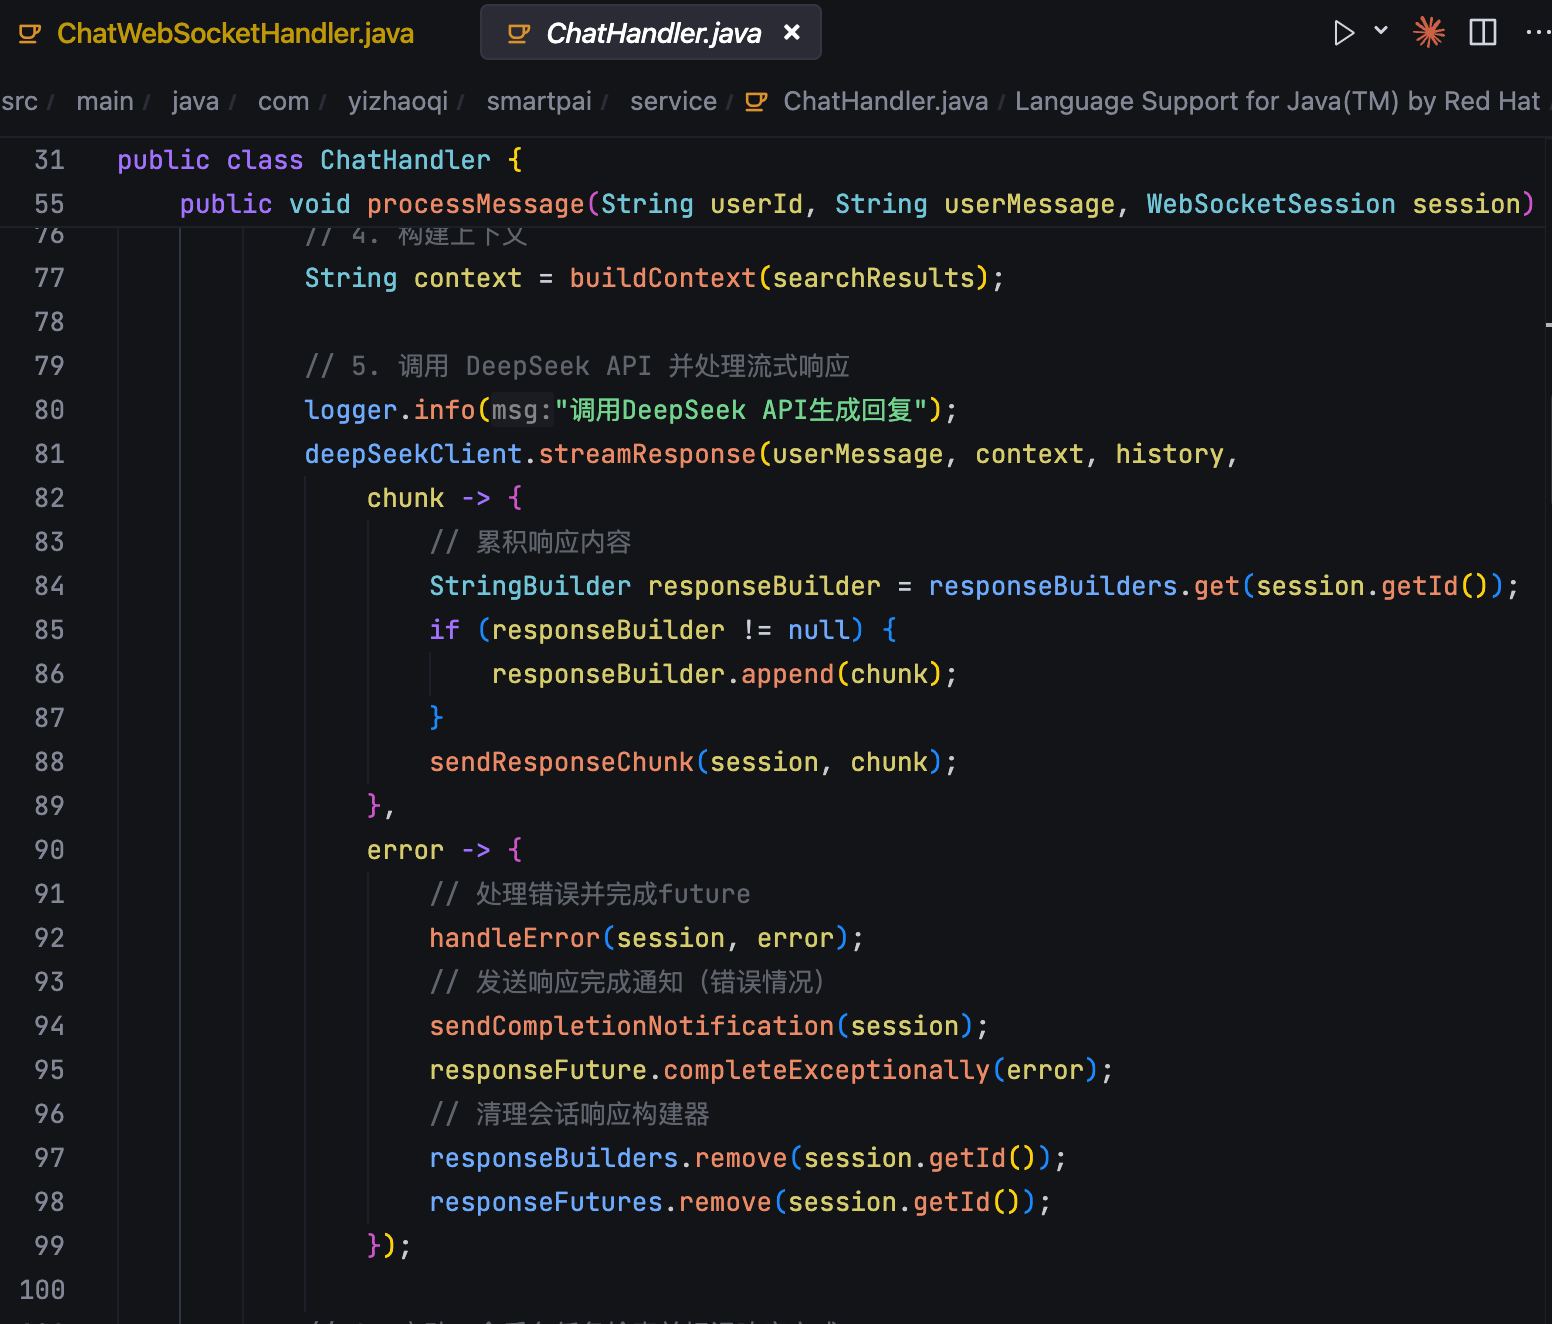 ChatWebSocketHandler.java ChatHandler.java
src / main / java / com / yizhaoqi / smartpai / service / ChatHandler.java / Language Support for Java(TM) by Red Hat /
31 public class ChatHandler {
55 public void processMessage(String userId, String userMessage, WebSocketSession session)
76 // 4. 构建上下文
77 String context = buildContext(searchResults);
78
79 // 5. 调用 DeepSeek API 并处理流式响应
80 logger.info(msg:"调用DeepSeek API生成回复");
81 deepSeekClient.streamResponse(userMessage, context, history,
82 chunk -> {
83 // 累积响应内容
84 StringBuilder responseBuilder = responseBuilders.get(session.getId());
85 if (responseBuilder != null) {
86 responseBuilder.append(chunk);
87 }
88 sendResponseChunk(session, chunk);
89 },
90 error -> {
91 // 处理错误并完成future
92 handleError(session, error);
93 // 发送响应完成通知（错误情况）
94 sendCompletionNotification(session);
95 responseFuture.completeExceptionally(error);
96 // 清理会话响应构建器
97 responseBuilders.remove(session.getId());
98 responseFutures.remove(session.getId());
99 });
100